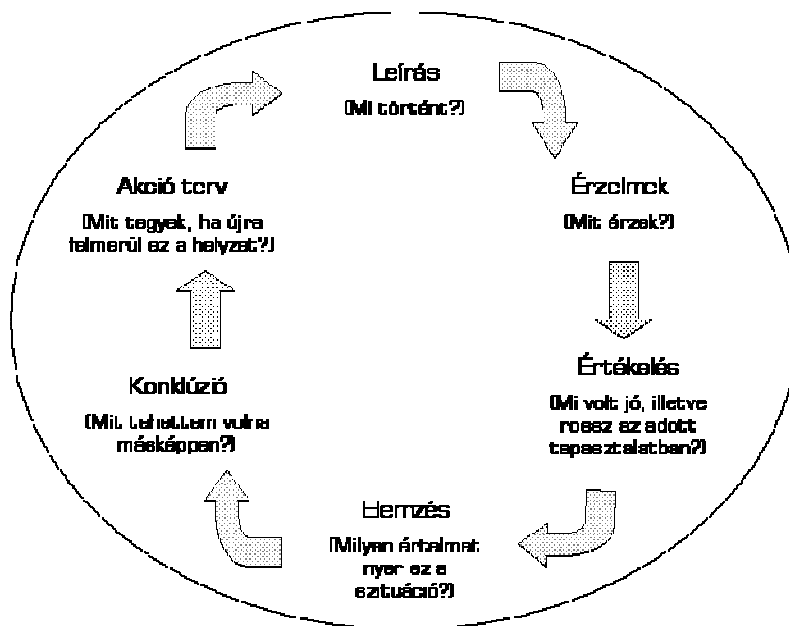 Leírás
(Mi történt?)
Érzelmek
(Mit érzek?)
Értékelés
(Mi volt jó, illetve
rossz az adott
tapasztalatban?)
Elemzés
(Milyen értelmet
nyer ez a
szituáció?)
Konklúzió
(Mit tehettem volna
másképpen?)
Akció terv
(Mit tegyek, ha újra
felmerül ez a helyzet?)